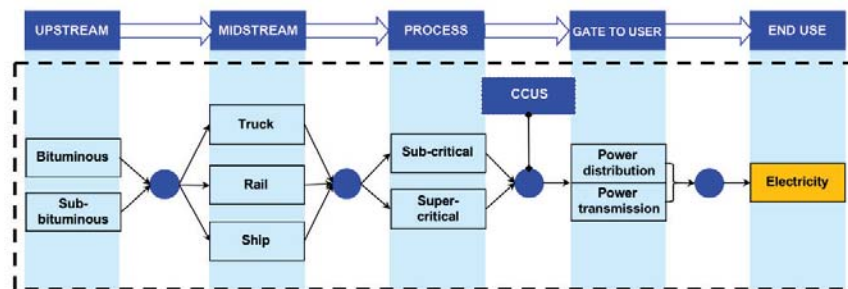 UPSTREAM
MIDSTREAM
PROCESS
GATE TO USER
END USE
CCUS
Bituminous
Sub-
bituminous
Truck
Rail
Ship
Sub-critical
Super-
critical
Power
distribution
Power
transmission
Electricity